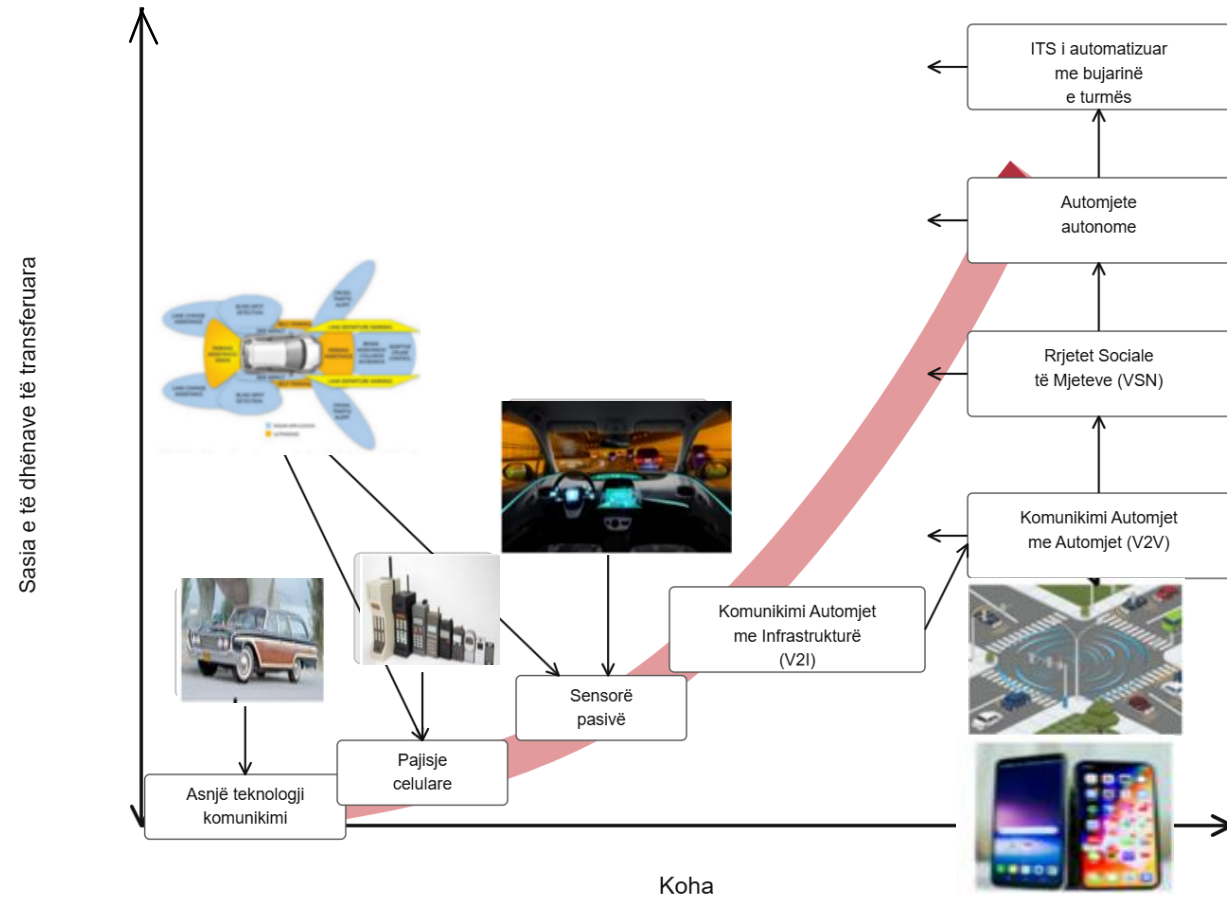 ITS i automatizuar
me bujarinë
e turmës
Automjete
autonome
Rrjetet Sociale
të Mjeteve (VSN)
Komunikimi Automjet
me Automjet (V2V)
Komunikimi Automjet
me Infrastrukturë
(V2I)
Sensorë
pasivë
Pajisje
celulare
Asnjë teknologji
komunikimi
Sasia e të dhënave të transferuara
Koha